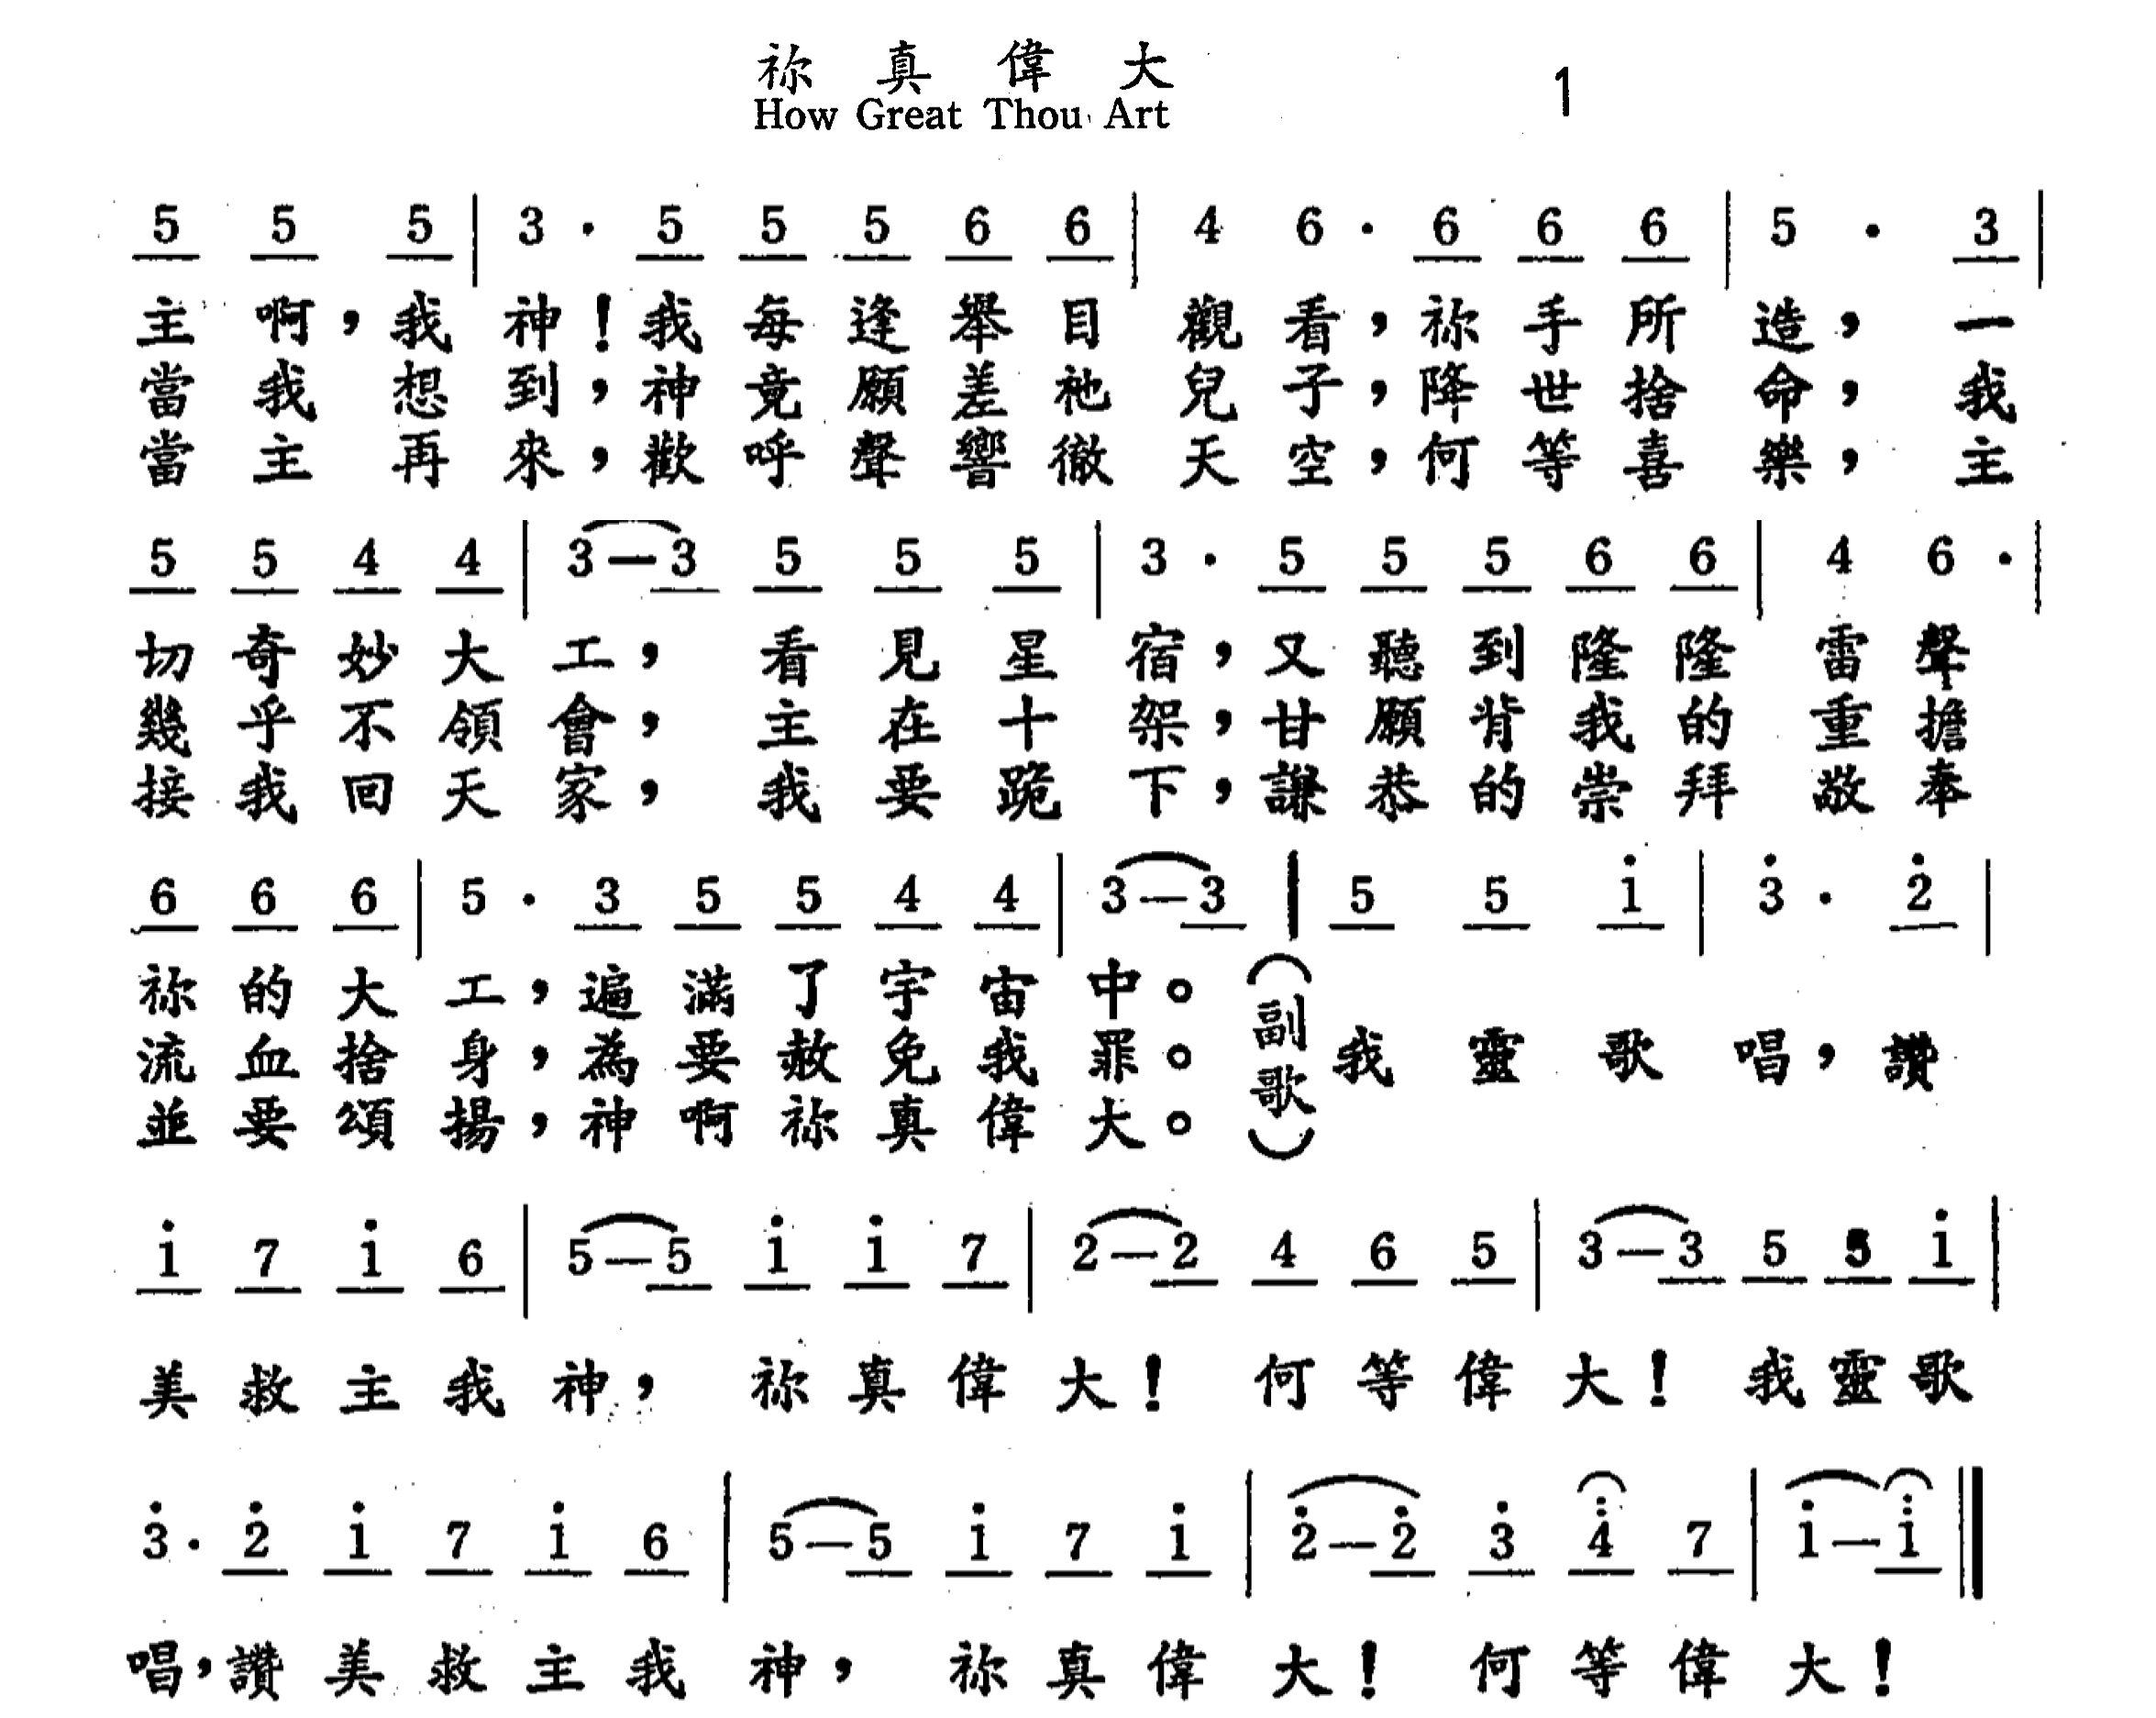 祢真偉大 1
How Great Thou Art
5 5 5 | 3 · 5 5 5 6 6 | 4 6 · 6 6 6 | 5 · 3 |
主啊，我神！我每逢舉目觀看，祢手所造，一
當我想到，神竟願差祂兒子，降世捨命，我
當主再來，歡呼聲響徹天空，何等喜樂，主
5 5 4 4 | 3—3 5 5 5 | 3 · 5 5 5 6 6 | 4 6 · |
切奇妙大工，看見星宿，又聽到隆隆雷聲
幾乎不領會，主在十架，甘願背我的重擔
接我回天家，我要跪下，謙恭的崇拜敬奉
6 6 6 | 5 · 3 5 5 4 4 | 3—3 | 5 5 i | 3 · 2 |
祢的大工，遍滿了宇宙中。
流血捨身，為要赦免我罪。（副歌）我靈歌唱，讚
並要頌揚，神啊祢真偉大。
i 7 i 6 | 5—5 i i 7 | 2—2 4 6 5 | 3—3 5 5 i |
美救主我神，祢真偉大！何等偉大！我靈歌
3 · 2 i 7 i 6 | 5—5 i 7 i | 2—2 3 4 7 | i—i ||
唱，讚美救主我神，祢真偉大！何等偉大！